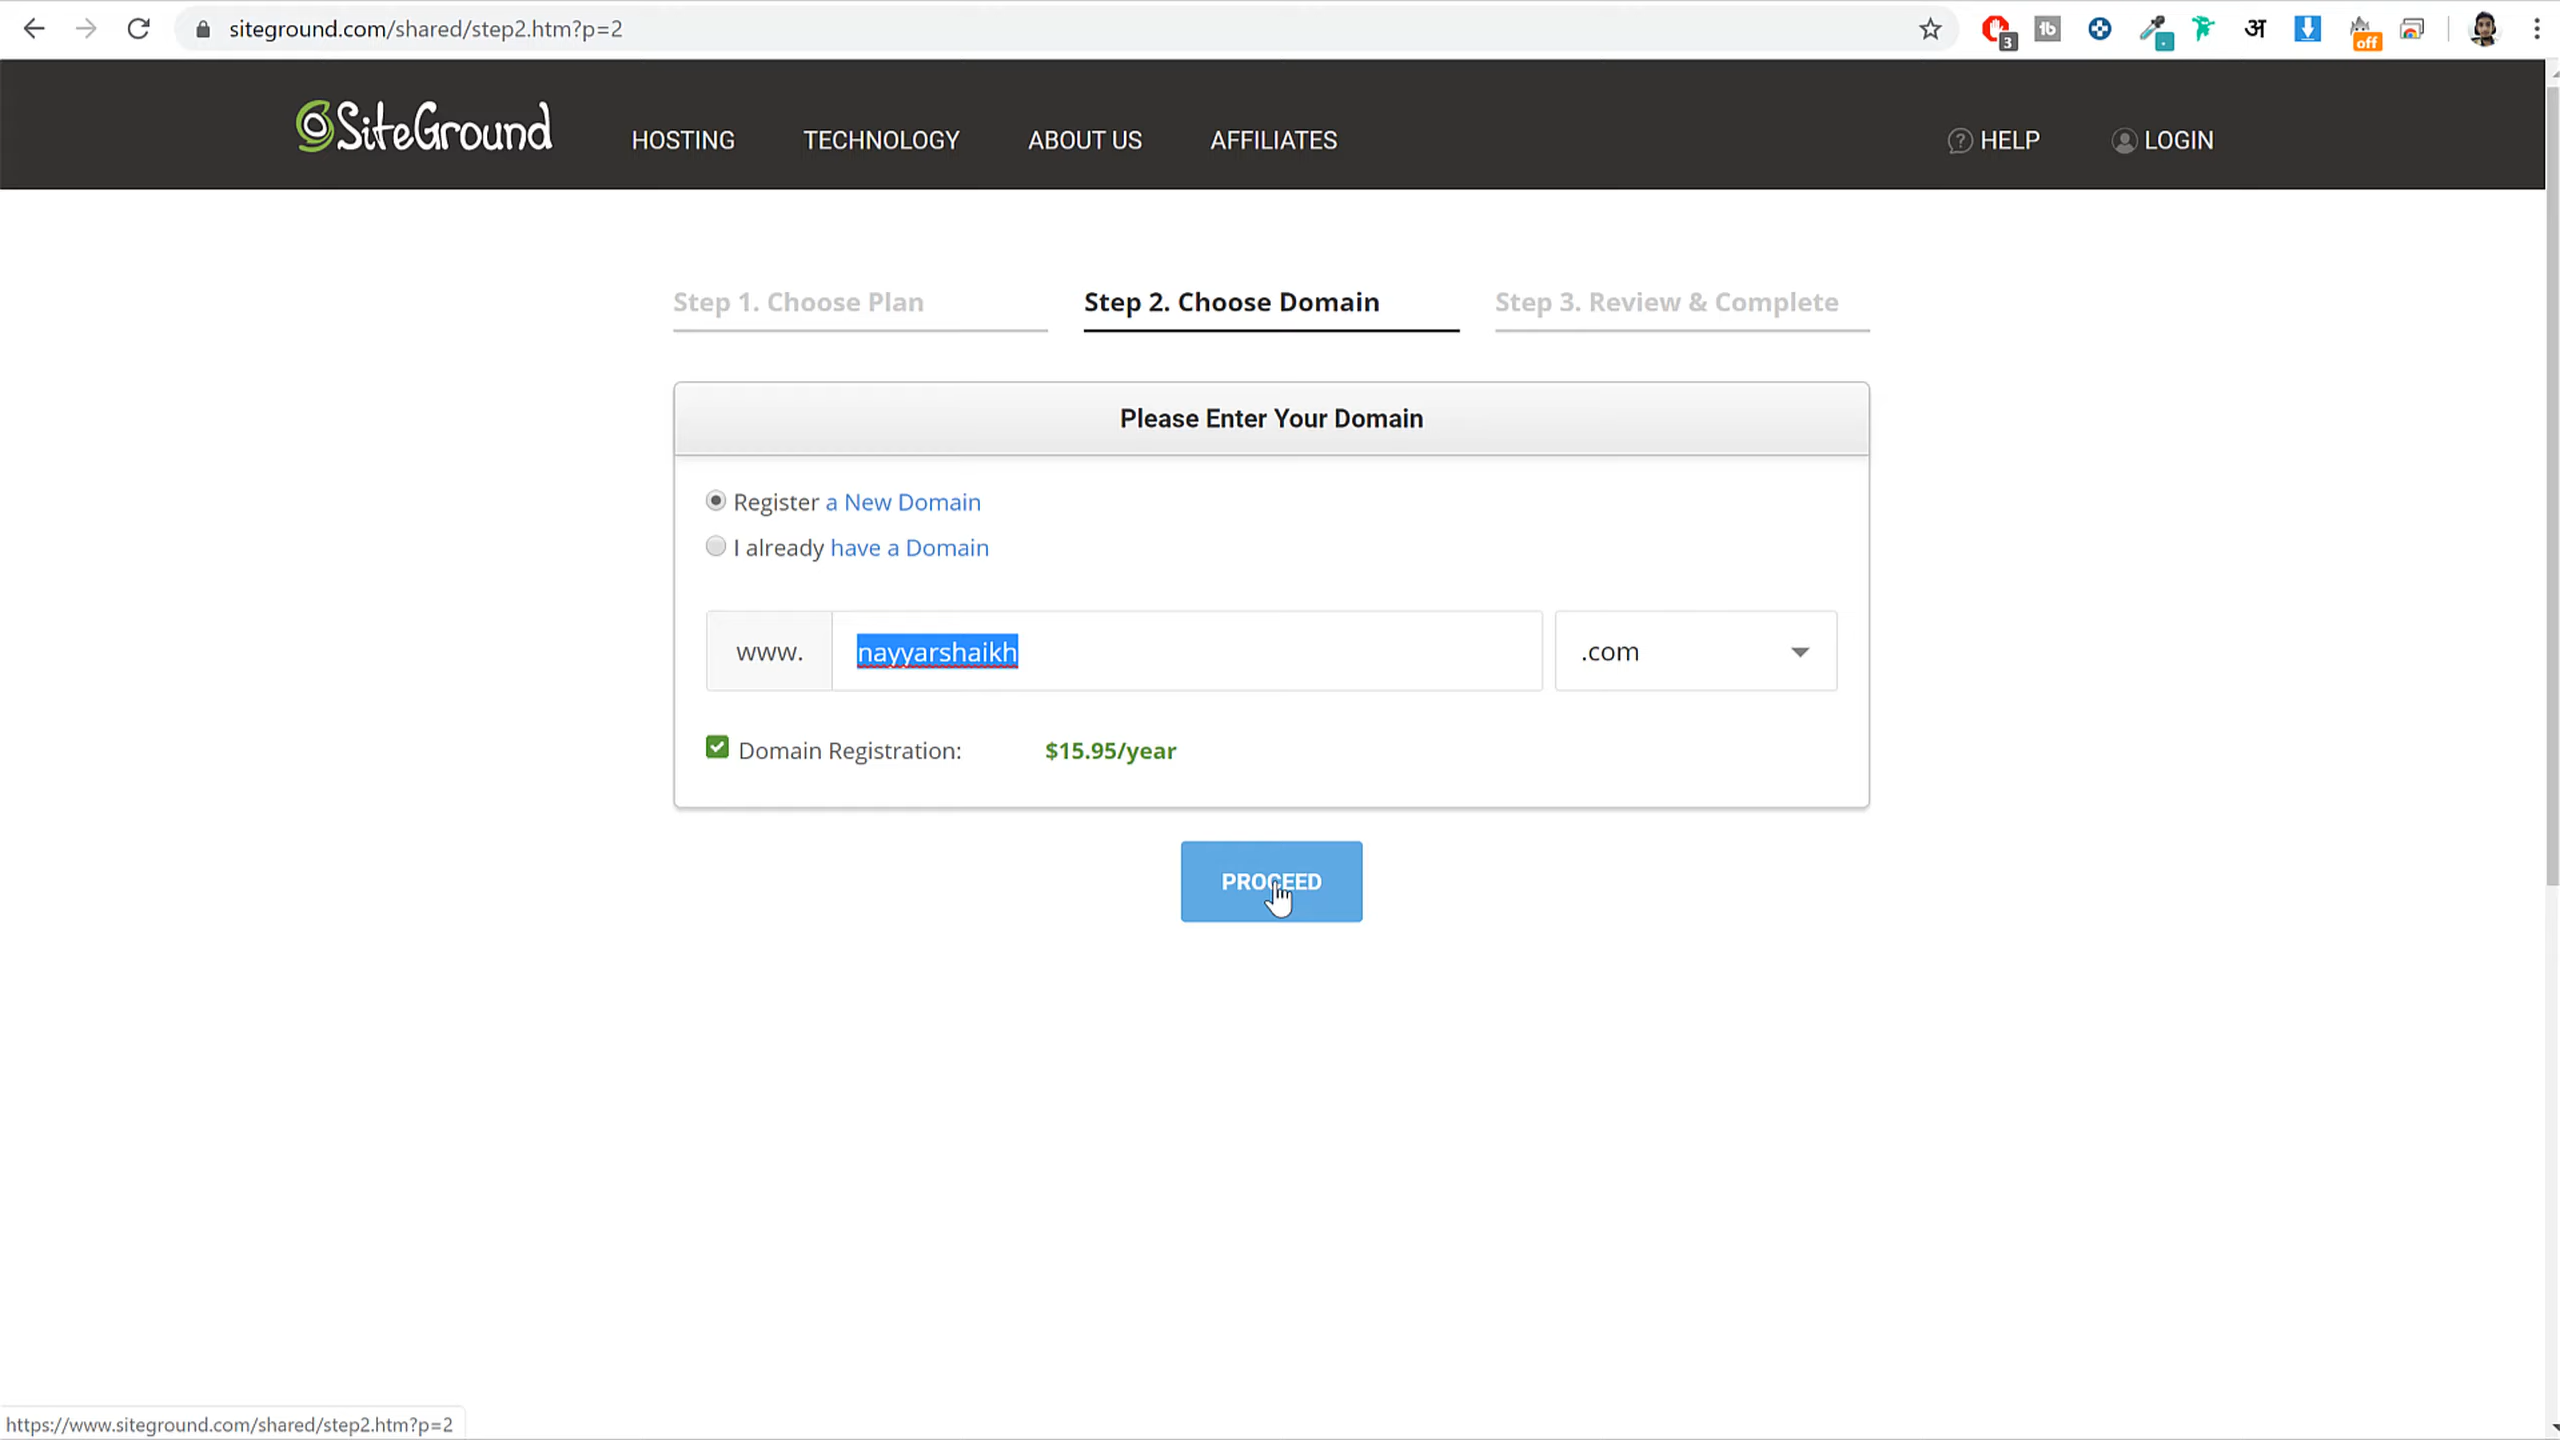 siteground.com/shared/step2.htm?p=2
3
tb
अ
off
SiteGround
HOSTING
TECHNOLOGY
ABOUT US
AFFILIATES
? HELP
LOGIN
Step 1. Choose Plan
Step 2. Choose Domain
Step 3. Review & Complete
Please Enter Your Domain
Register a New Domain
I already have a Domain
www.
nayyarshaikh
.com
Domain Registration: $15.95/year
PROCEED
https://www.siteground.com/shared/step2.htm?p=2